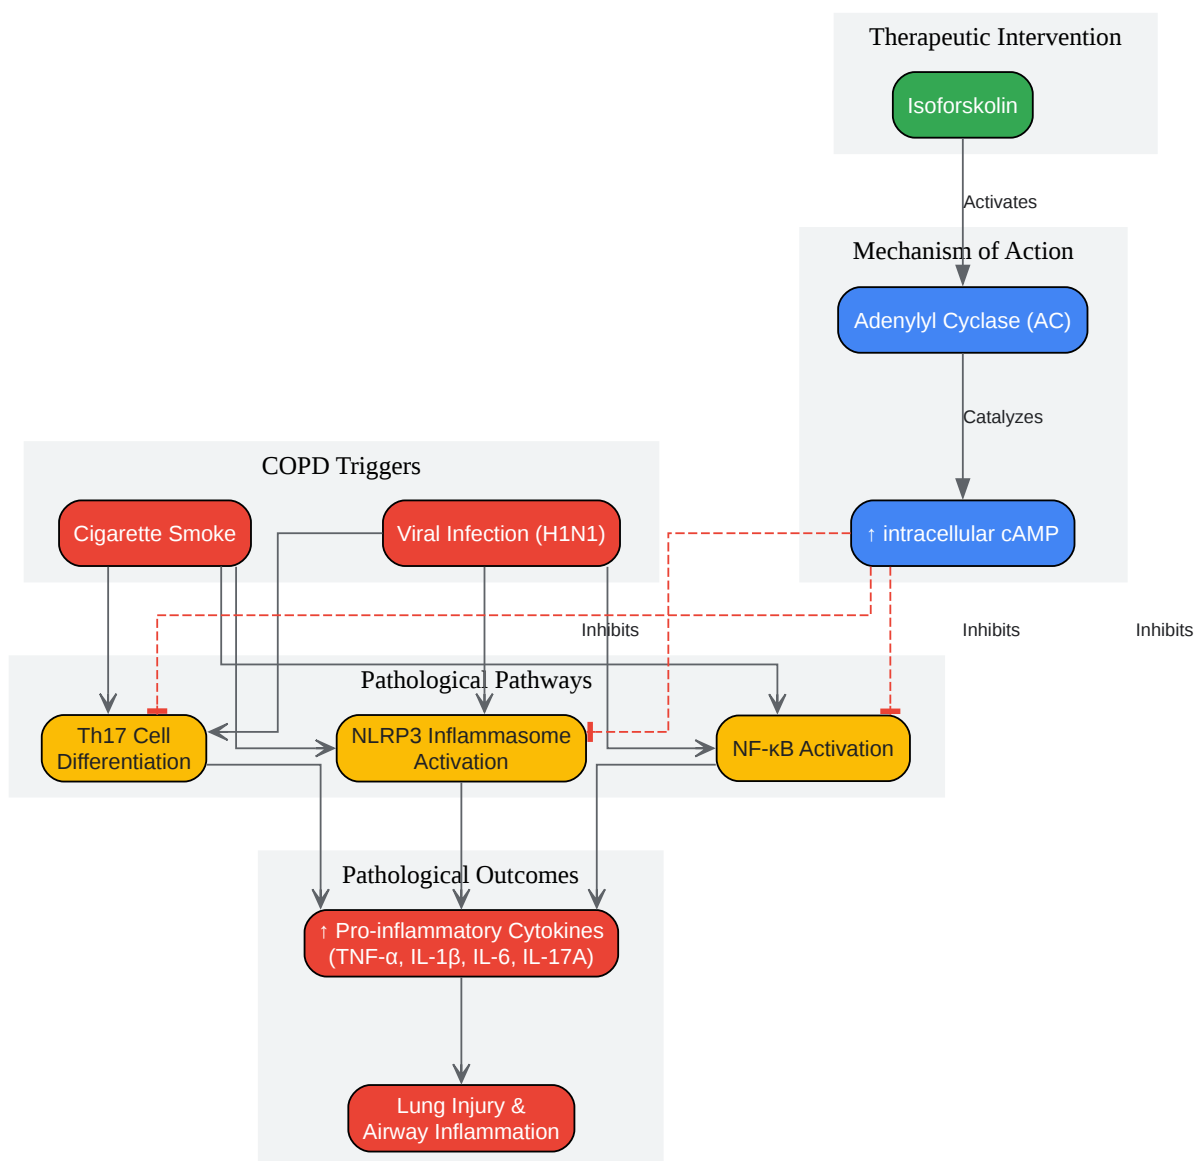 Therapeutic Intervention
Isoforskolin
Activates
Mechanism of Action
Adenylyl Cyclase (AC)
Catalyzes
COPD Triggers
Cigarette Smoke
Viral Infection (H1N1)
↑ intracellular cAMP
Inhibits
Inhibits
Inhibits
Pathological Pathways
Th17 Cell
Differentiation
NLRP3 Inflammasome
Activation
NF-κB Activation
Pathological Outcomes
↑ Pro-inflammatory Cytokines
(TNF-α, IL-1β, IL-6, IL-17A)
Lung Injury &
Airway Inflammation